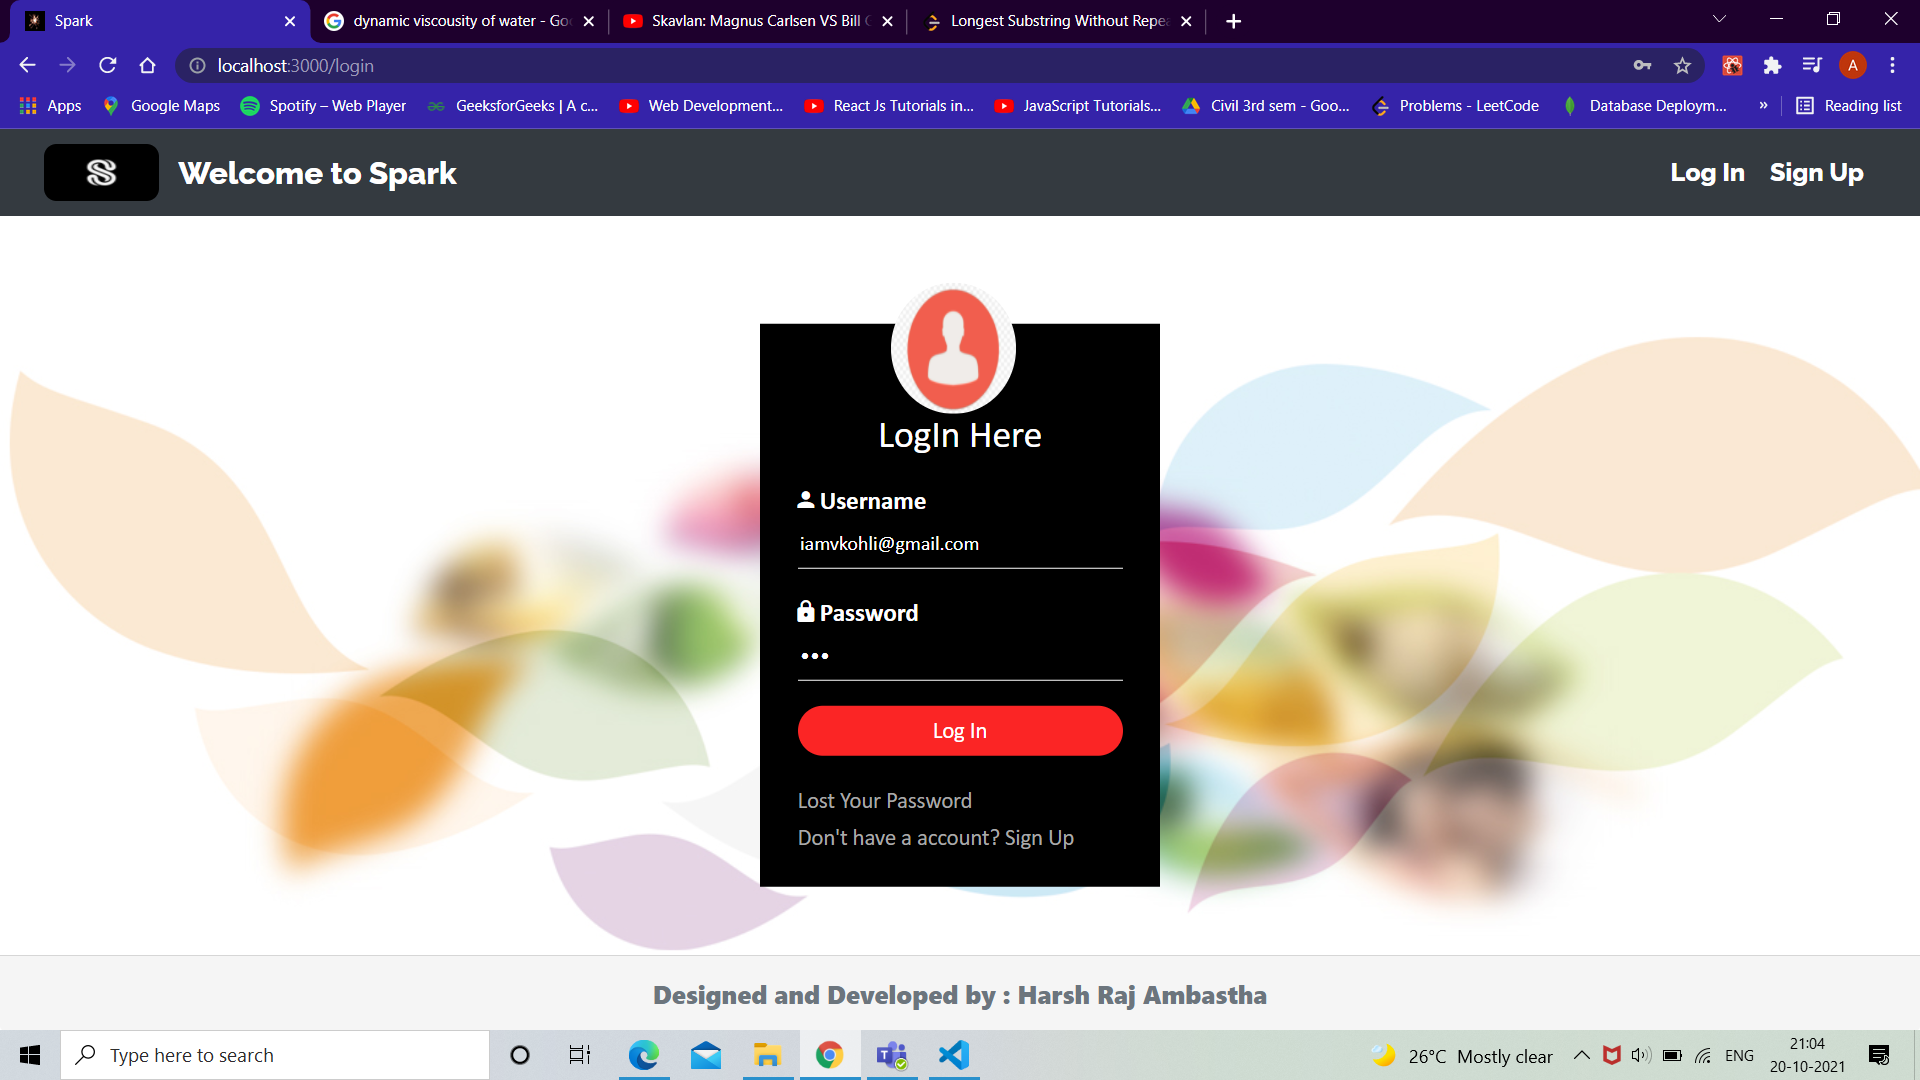 Spark
dynamic viscousity of water - Go
Skavlan: Magnus Carlsen VS Bill
Longest Substring Without Repe
localhost:3000/login
A
Apps
Google Maps
Spotify – Web Player
GeeksforGeeks | A c...
Web Development...
React Js Tutorials in...
JavaScript Tutorials...
Civil 3rd sem - Goo...
Problems - LeetCode
Database Deploym...
»
Reading list
S
Welcome to Spark
Log In
Sign Up
LogIn Here
Username
iamvkohli@gmail.com
Password
•••
Log In
Lost Your Password
Don't have a account? Sign Up
Designed and Developed by : Harsh Raj Ambastha
Type here to search
26°C Mostly clear
ENG
21:04
20-10-2021